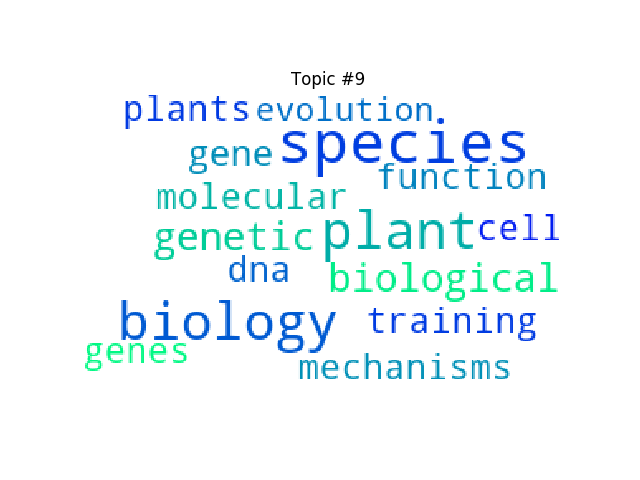 Topic #9
plants evolution
species
gene
function
molecular
plant cell
genetic
dna
biological
biology training
genes
mechanisms